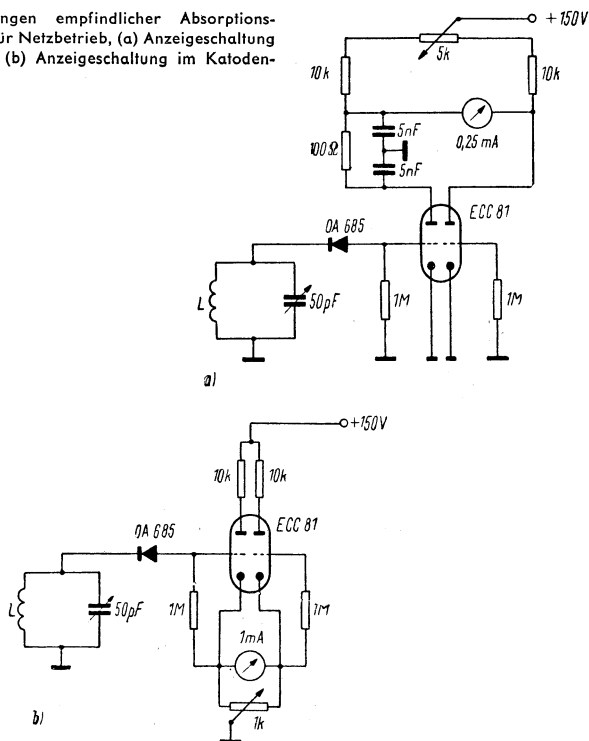 ngen empfindlicher Absorptions-
ür Netzbetrieb, (a) Anzeigeschaltung
(b) Anzeigeschaltung im Katoden-
+150V
5k
10k
10k
0,25 mA
100Ω
5nF
5nF
ECC 81
OA 685
L
50pF
1M
1M
a)
+150V
10k
10k
ECC 81
OA 685
L
50pF
1M
1M
1mA
1k
b)